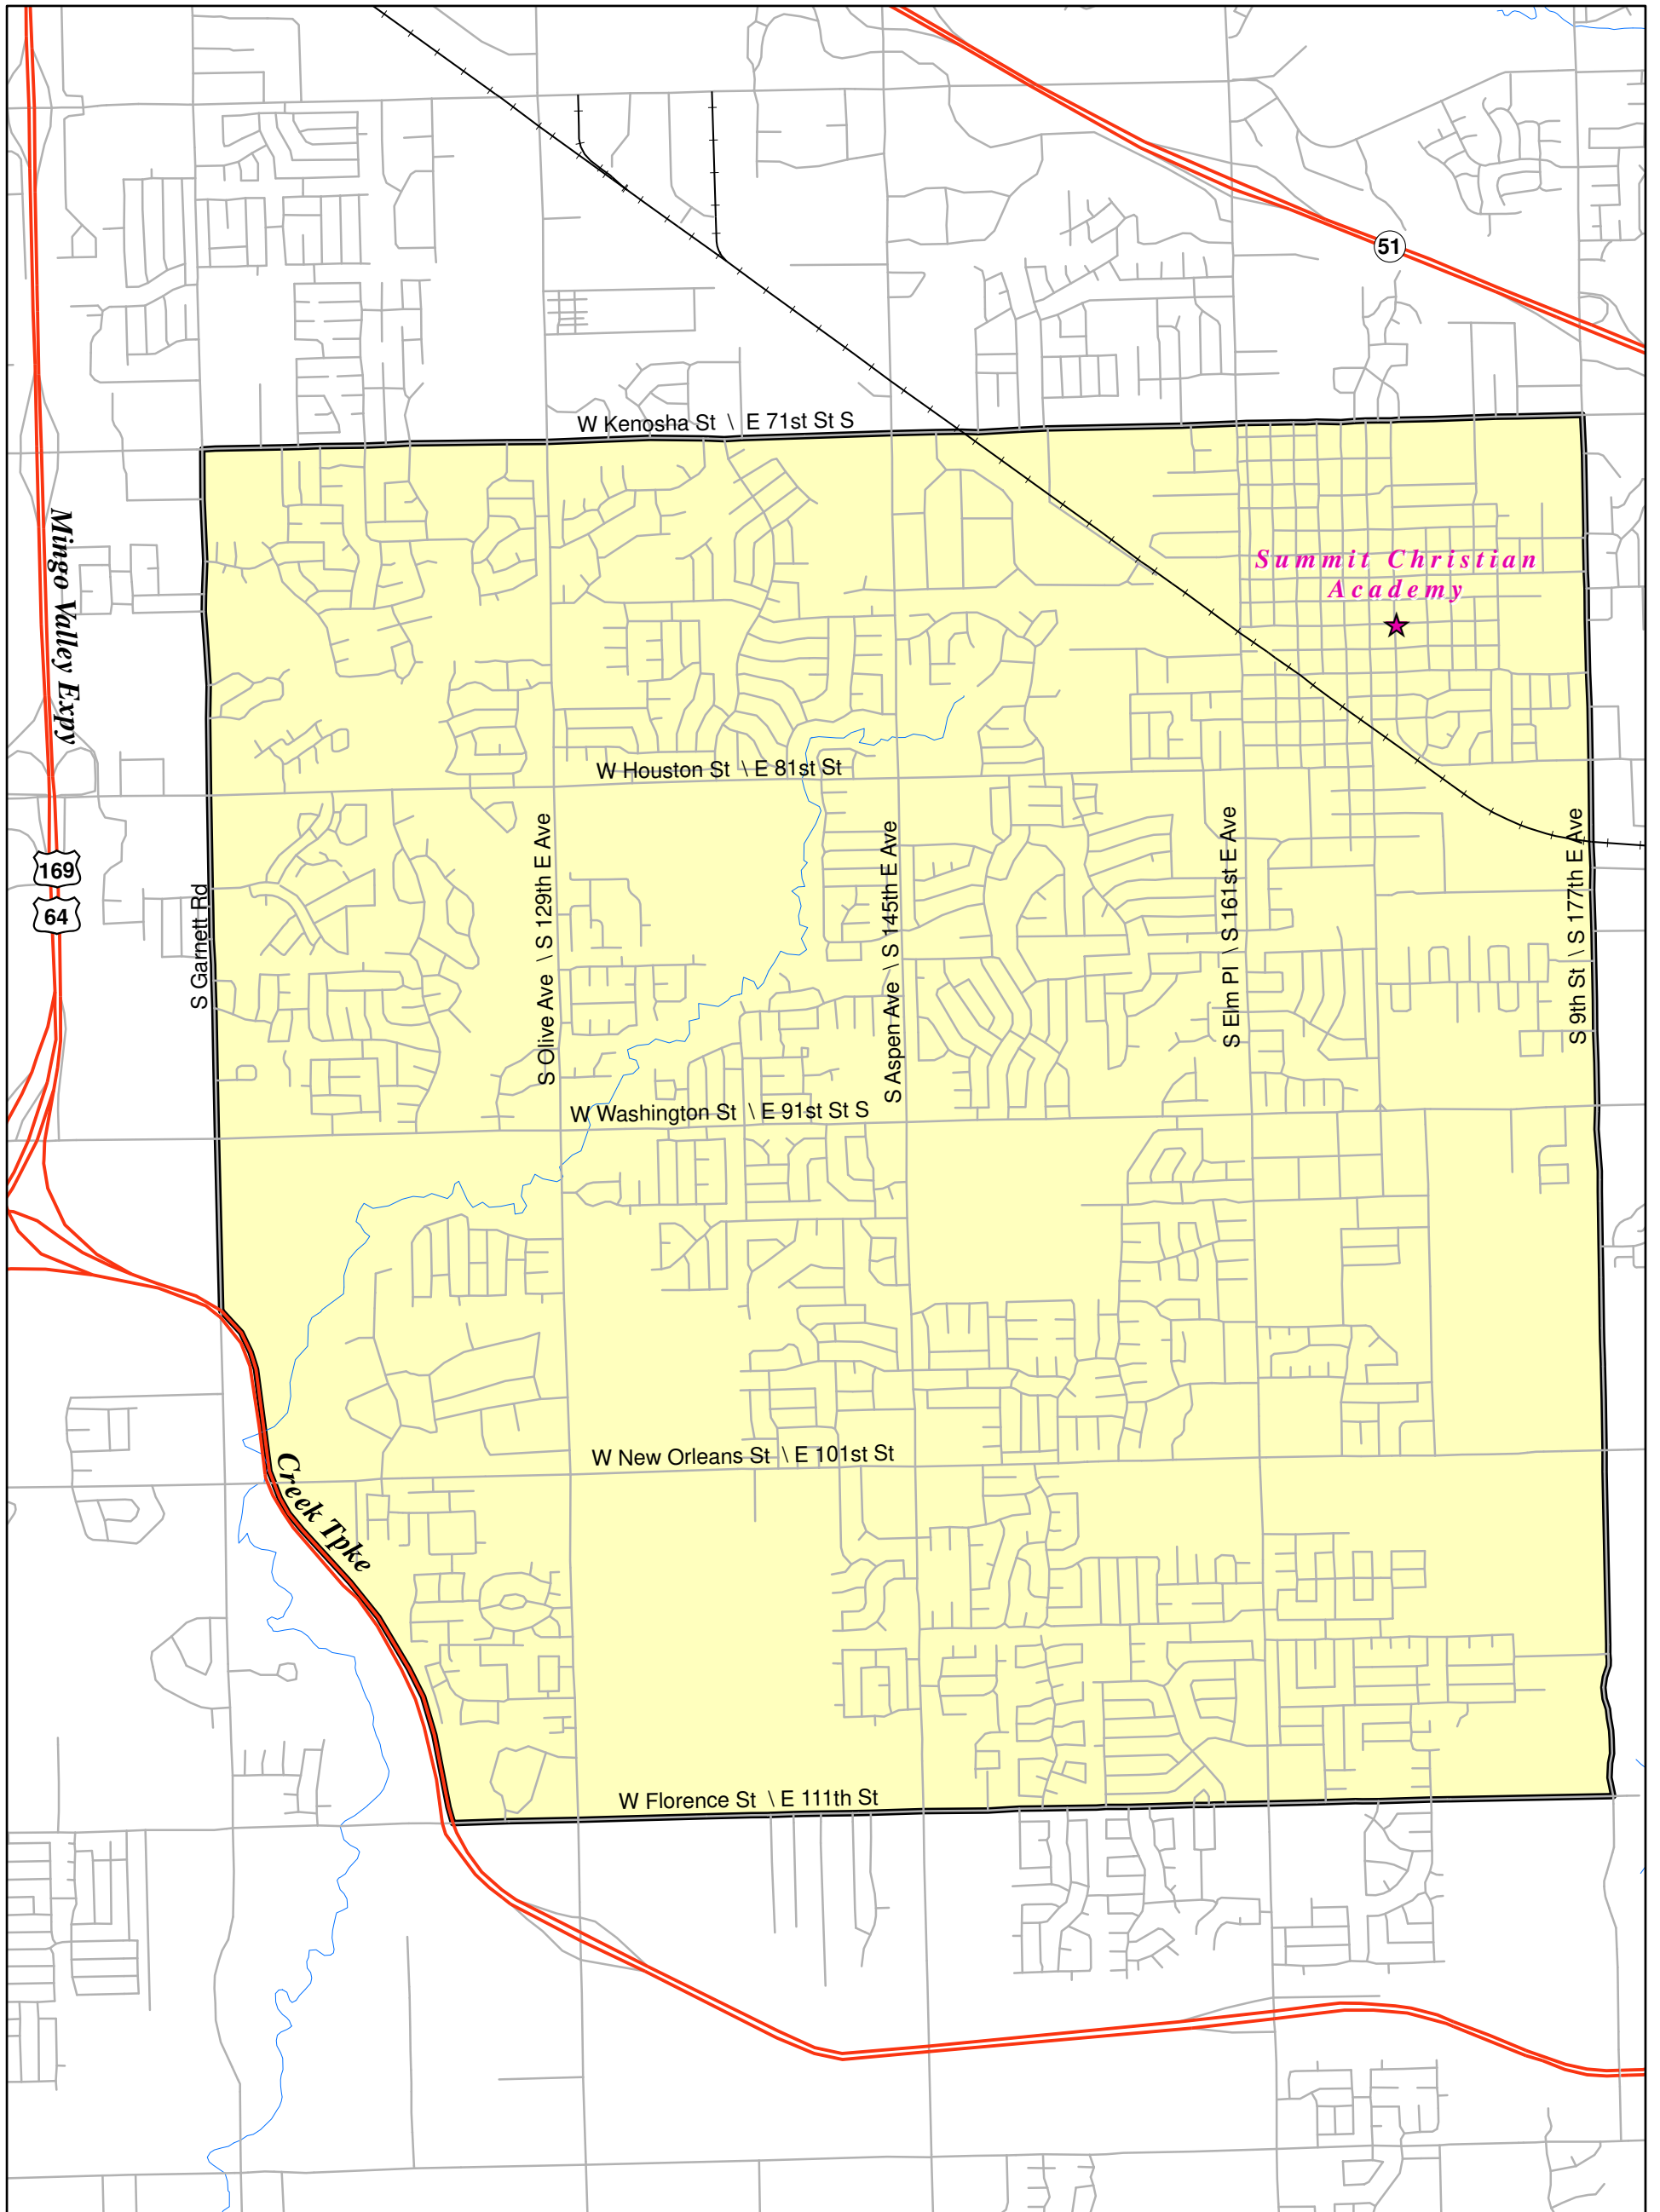 51
W Kenosha St \ E 71st St S
Mingo Valley Expy
Summit Christian
Academy
W Houston St \ E 81st St
169
64
S Garnett Rd
S Olive Ave \ S 129th E Ave
S Aspen Ave \ S 145th E Ave
S Elm Pl \ S 161st E Ave
S 9th St \ S 177th E Ave
W Washington St \ E 91st St S
W New Orleans St \ E 101st St
Creek Tpke
W Florence St \ E 111th St